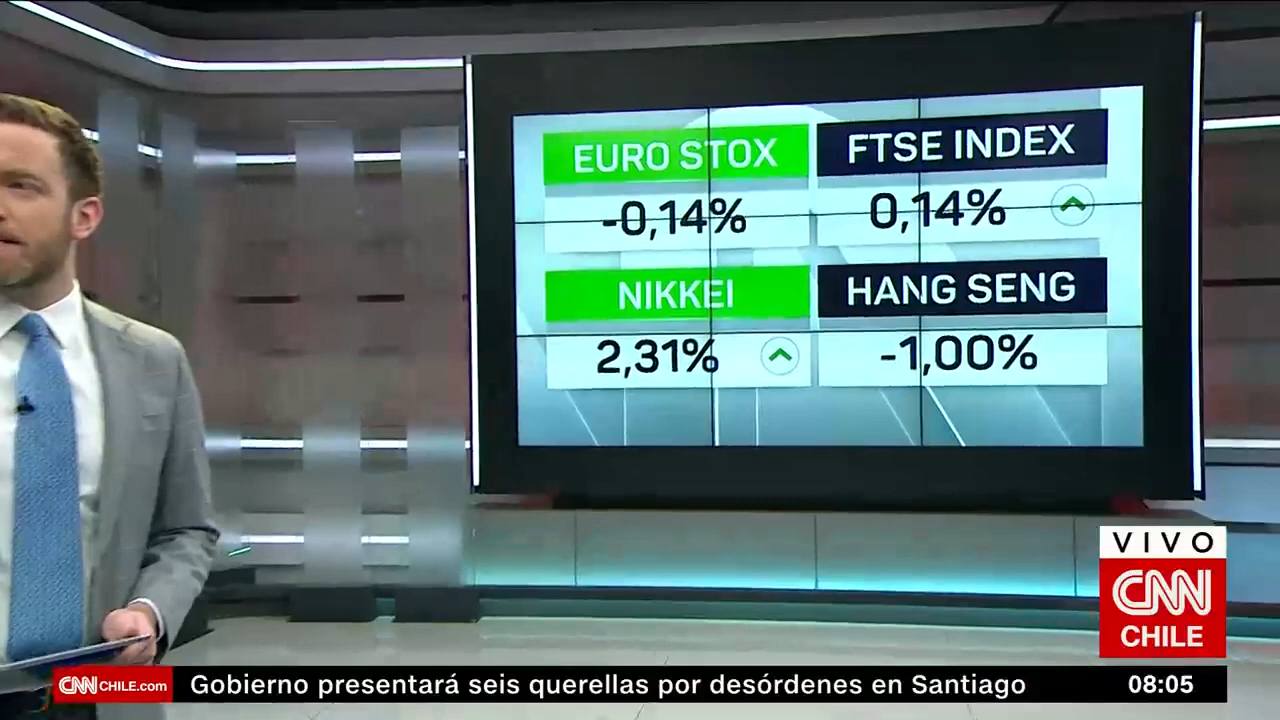 EURO STOX
-0,14%
FTSE INDEX
0,14%
NIKKEI
2,31%
HANG SENG
-1,00%
VIVO
CNN
CHILE
CNNCHILE.com
Gobierno presentará seis querellas por desórdenes en Santiago
08:05